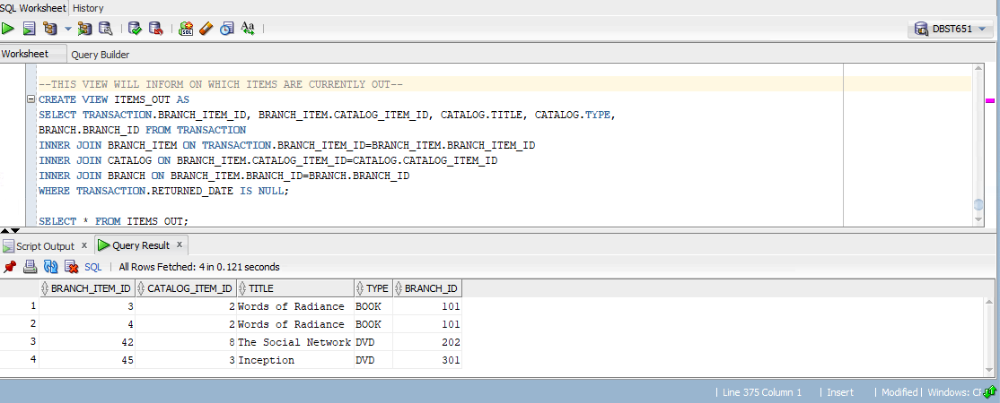 SQL Worksheet History
DBST651
Worksheet Query Builder
--THIS VIEW WILL INFORM ON WHICH ITEMS ARE CURRENTLY OUT--
CREATE VIEW ITEMS_OUT AS
SELECT TRANSACTION.BRANCH_ITEM_ID, BRANCH_ITEM.CATALOG_ITEM_ID, CATALOG.TITLE, CATALOG.TYPE,
BRANCH.BRANCH_ID FROM TRANSACTION
INNER JOIN BRANCH_ITEM ON TRANSACTION.BRANCH_ITEM_ID=BRANCH_ITEM.BRANCH_ITEM_ID
INNER JOIN CATALOG ON BRANCH_ITEM.CATALOG_ITEM_ID=CATALOG.CATALOG_ITEM_ID
INNER JOIN BRANCH ON BRANCH_ITEM.BRANCH_ID=BRANCH.BRANCH_ID
WHERE TRANSACTION.RETURNED_DATE IS NULL;
SELECT * FROM ITEMS_OUT;
Script Output x Query Result x
SQL | All Rows Fetched: 4 in 0.121 seconds
BRANCH_ITEM_ID CATALOG_ITEM_ID TITLE TYPE BRANCH_ID
1 3 2 Words of Radiance BOOK 101
2 4 2 Words of Radiance BOOK 101
3 42 8 The Social Network DVD 202
4 45 3 Inception DVD 301
| Line 375 Column 1 | Insert | Modified | Windows: